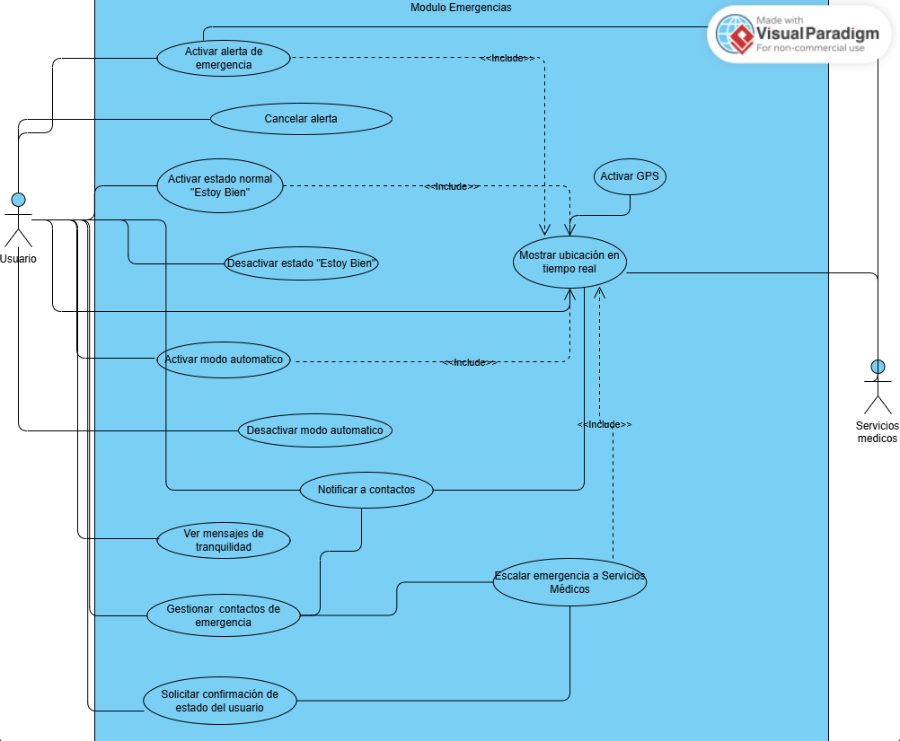 Modulo Emergencias
Made with
VisualParadigm
For non-commercial use
Activar alerta de
emergencia
<<Include>>
Cancelar alerta
Activar estado normal
"Estoy Bien"
<<Include>>
Activar GPS
Usuario
Desactivar estado "Estoy Bien"
Mostrar ubicación en
tiempo real
Activar modo automatico
<<Include>>
Servicios
medicos
<<Include>>
Desactivar modo automatico
Notificar a contactos
Ver mensajes de
tranquilidad
Escalar emergencia a Servicios
Médicos
Gestionar contactos de
emergencia
Solicitar confirmación de
estado del usuario